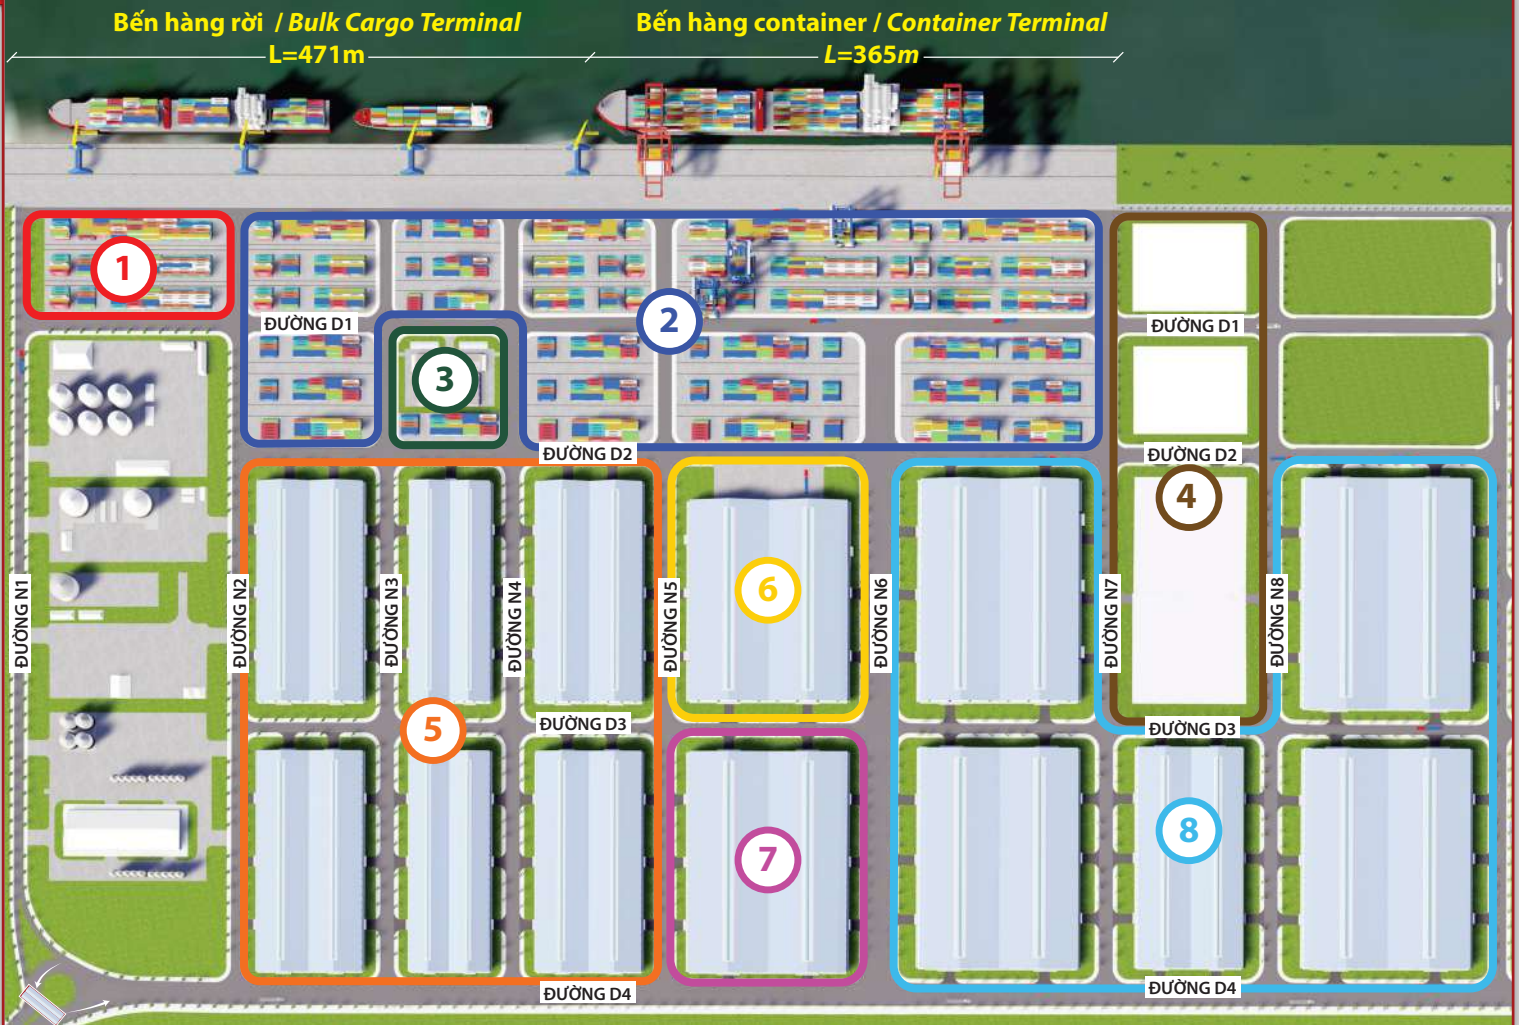 Bến hàng rời / Bulk Cargo Terminal
L=471m
Bến hàng container / Container Terminal
L=365m
1
2
3
4
5
6
7
8
ĐƯỜNG D1
ĐƯỜNG D1
ĐƯỜNG D2
ĐƯỜNG D2
ĐƯỜNG N1
ĐƯỜNG N2
ĐƯỜNG N3
ĐƯỜNG N4
ĐƯỜNG N5
ĐƯỜNG N6
ĐƯỜNG N7
ĐƯỜNG N8
ĐƯỜNG D3
ĐƯỜNG D3
ĐƯỜNG D4
ĐƯỜNG D4